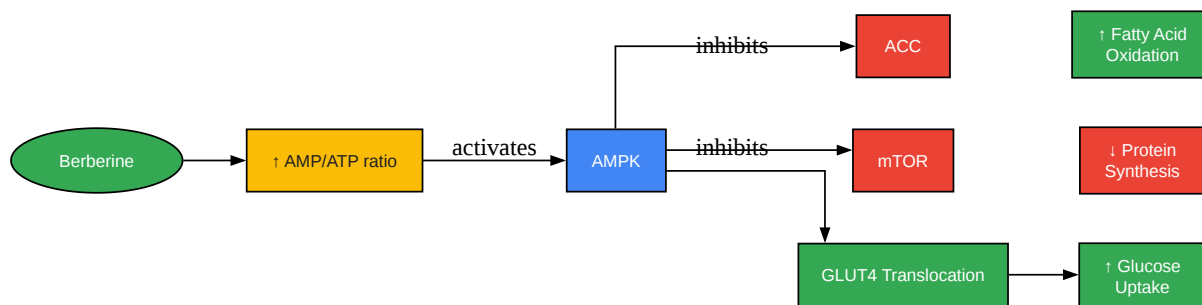 inhibits
ACC
↑ Fatty Acid
Oxidation
Berberine
↑ AMP/ATP ratio
activates
AMPK
inhibits
mTOR
↓ Protein
Synthesis
GLUT4 Translocation
↑ Glucose
Uptake